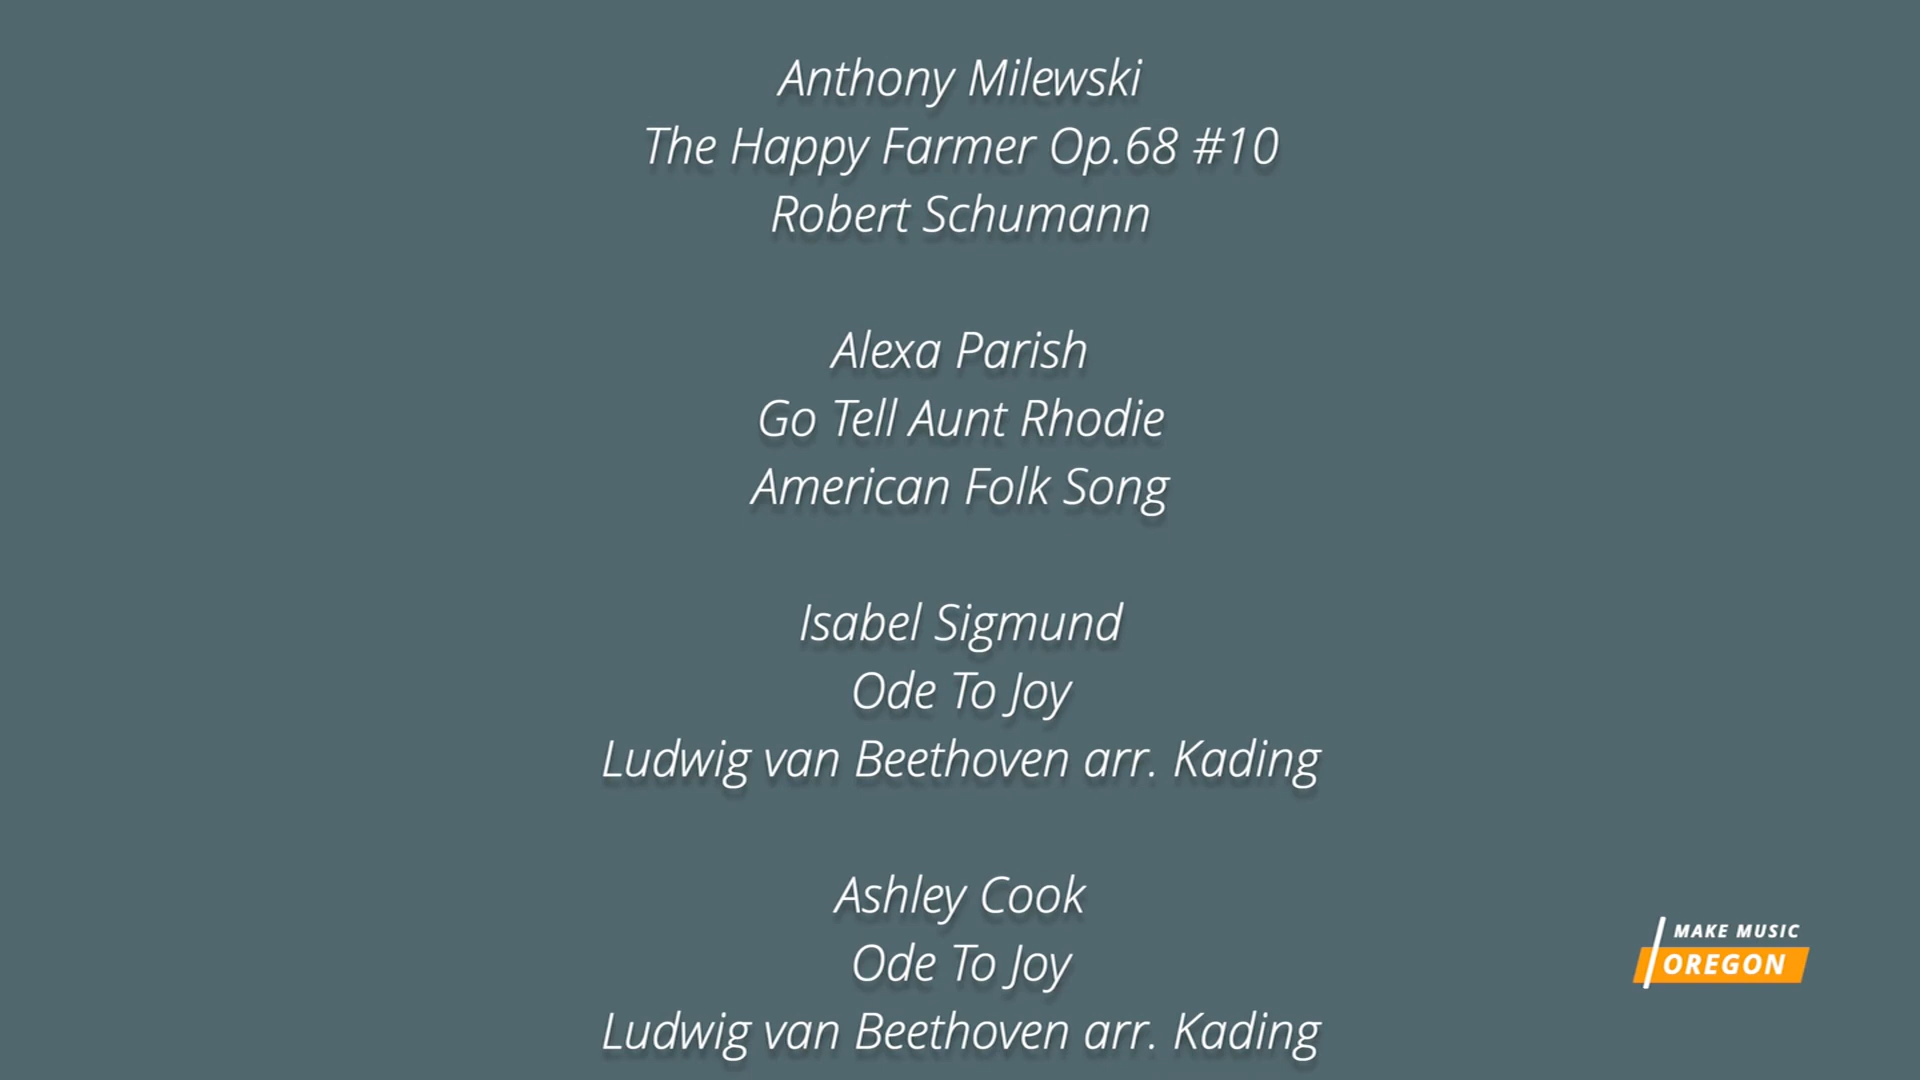 Anthony Milewski
The Happy Farmer Op.68 #10
Robert Schumann
Alexa Parish
Go Tell Aunt Rhodie
American Folk Song
Isabel Sigmund
Ode To Joy
Ludwig van Beethoven arr. Kading
Ashley Cook
Ode To Joy
Ludwig van Beethoven arr. Kading
MAKE MUSIC
OREGON